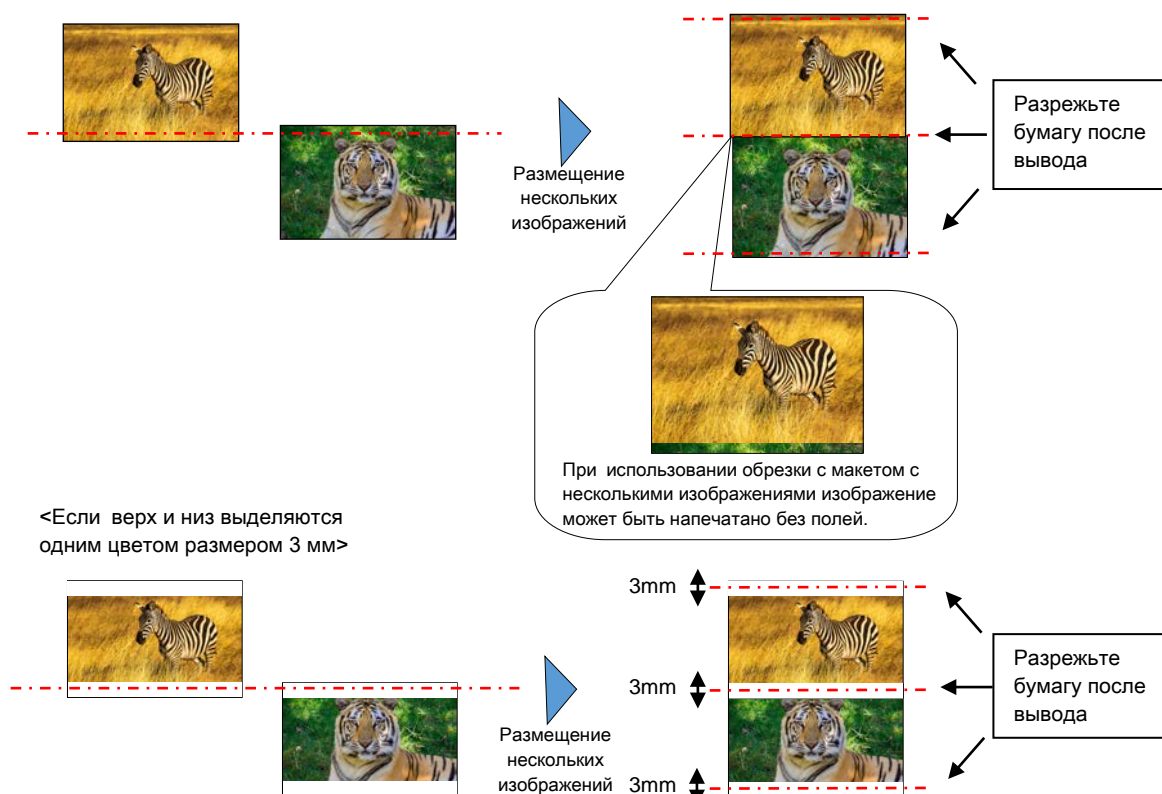 Размещение
нескольких
изображений
Разрежьте
бумагу после
вывода
При использовании обрезки с макетом с
несколькими изображениями изображение
может быть напечатано без полей.
<Если верх и низ выделяются
одним цветом размером 3 мм>
3mm
3mm
3mm
Размещение
нескольких
изображений
Разрежьте
бумагу после
вывода